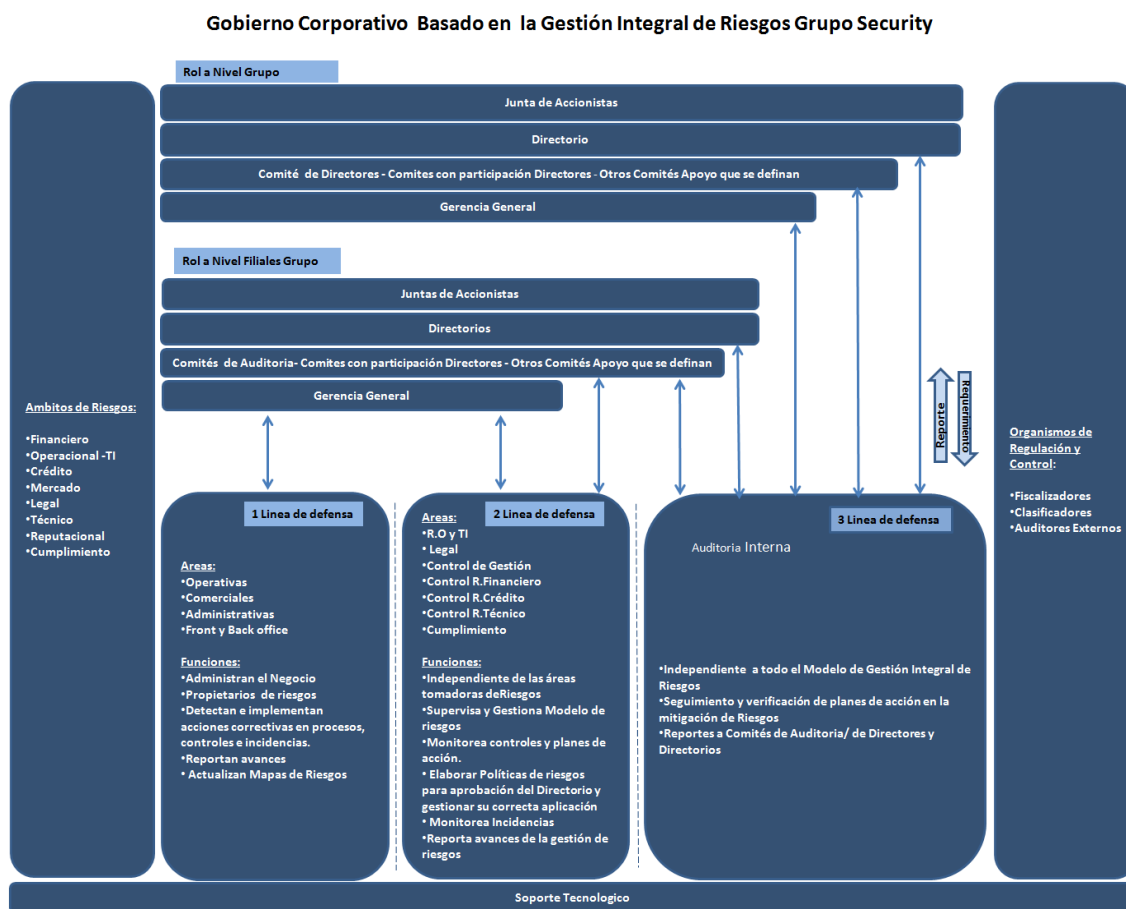 Gobierno Corporativo Basado en la Gestión Integral de Riesgos Grupo Security
Rol a Nivel Grupo
Junta de Accionistas
Directorio
Comité de Directores - Comites con participación Directores - Otros Comités Apoyo que se definan
Gerencia General
Rol a Nivel Filiales Grupo
Juntas de Accionistas
Directorios
Comités de Auditoria- Comites con participación Directores - Otros Comités Apoyo que se definan
Gerencia General
Ambitos de Riesgos:
•Financiero
•Operacional -TI
•Crédito
•Mercado
•Legal
•Técnico
•Reputacional
•Cumplimiento
Reporte
Requerimiento
Organismos de
Regulación y
Control:
•Fiscalizadores
•Clasificadores
•Auditores Externos
1 Linea de defensa
Areas:
•Operativas
•Comerciales
•Administrativas
•Front y Back office
Funciones:
•Administran el Negocio
•Propietarios de riesgos
•Detectan e implementan
acciones correctivas en procesos,
controles e incidencias.
•Reportan avances
• Actualizan Mapas de Riesgos
2 Linea de defensa
Areas:
•R.O y TI
• Legal
•Control de Gestión
•Control R.Financiero
•Control R.Crédito
•Control R.Técnico
•Cumplimiento
Funciones:
•Independiente de las áreas
tomadoras deRiesgos
•Supervisa y Gestiona Modelo de
riesgos
•Monitorea controles y planes de
acción.
• Elaborar Políticas de riesgos
para aprobación del Directorio y
gestionar su correcta aplicación
• Monitorea Incidencias
•Reporta avances de la gestión de
riesgos
3 Linea de defensa
Auditoria Interna
•Independiente a todo el Modelo de Gestión Integral de
Riesgos
•Seguimiento y verificación de planes de acción en la
mitigación de Riesgos
•Reportes a Comités de Auditoria/ de Directores y
Directorios
Soporte Tecnologico